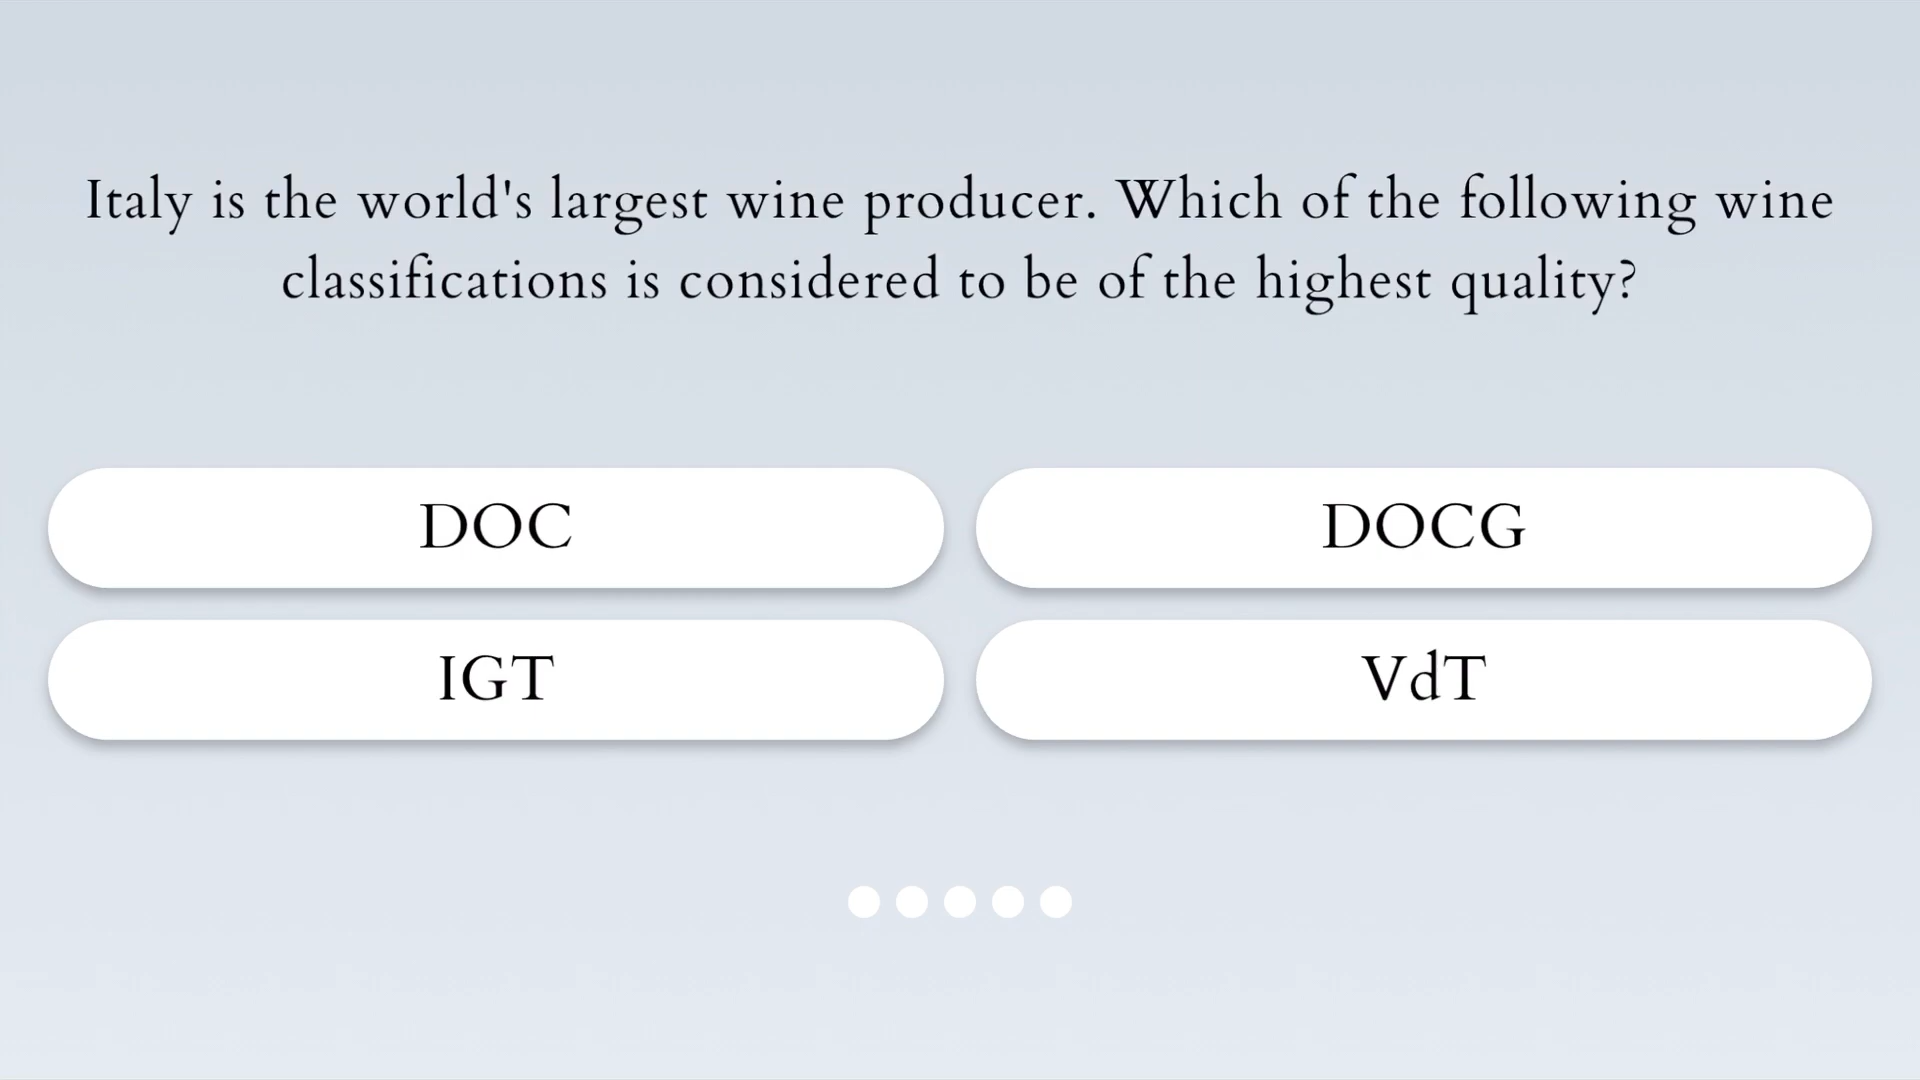 Italy is the world's largest wine producer. Which of the following wine
classifications is considered to be of the highest quality?
DOC
DOCG
IGT
VdT